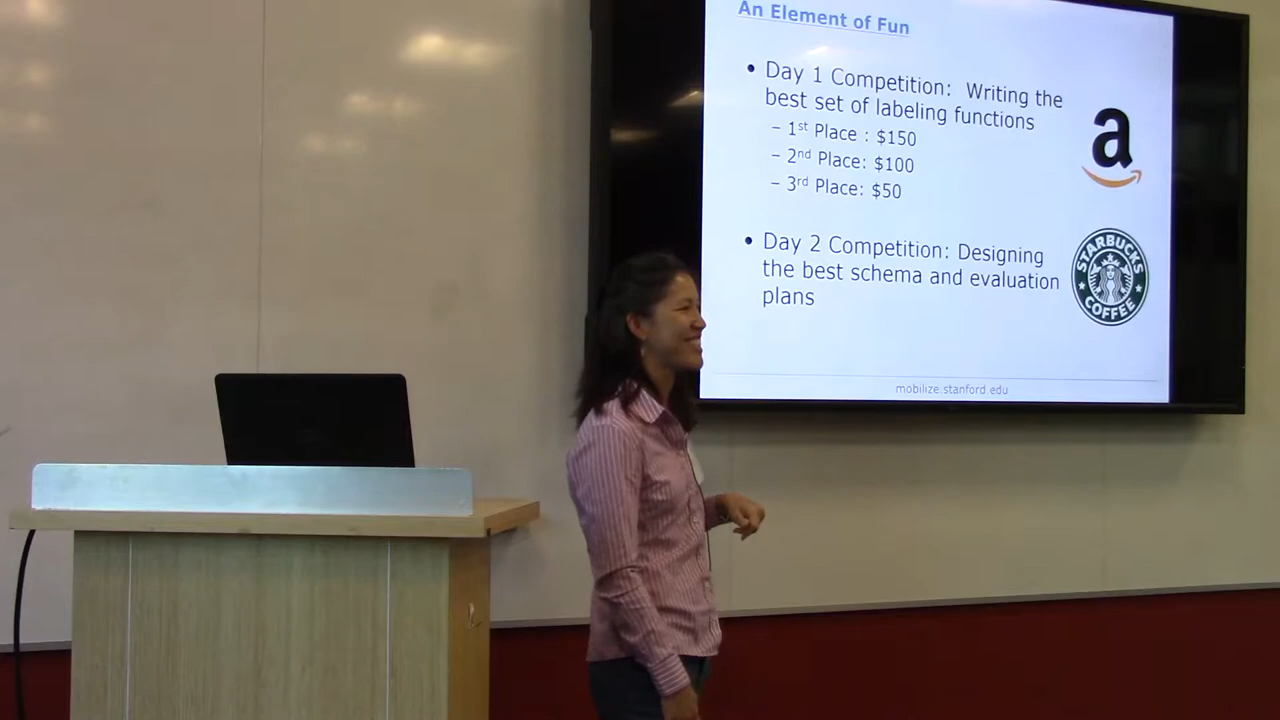 An Element of Fun
• Day 1 Competition: Writing the
best set of labeling functions
– 1st Place : $150
– 2nd Place: $100
– 3rd Place: $50
• Day 2 Competition: Designing
the best schema and evaluation
plans
a
STARBUCKS
COFFEE
mobilize.stanford.edu